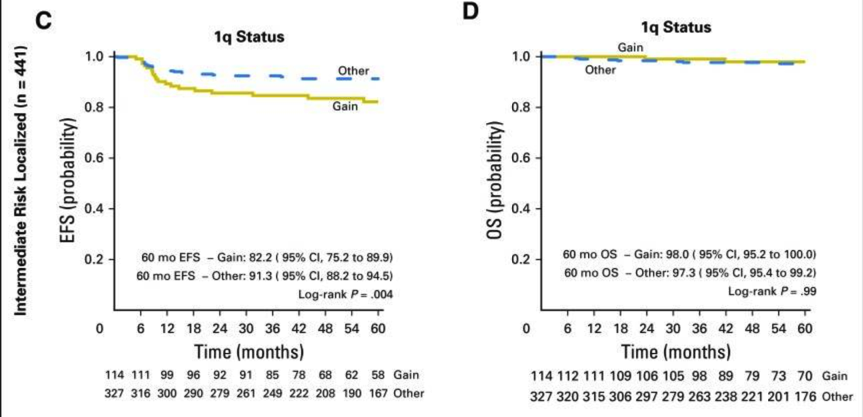 Intermediate Risk Localized (n = 441)
C
1q Status
EFS (probability)
1.0
0.8
0.6
0.4
0.2
Other
Gain
60 mo EFS – Gain: 82.2 ( 95% CI, 75.2 to 89.9)
60 mo EFS – Other: 91.3 ( 95% CI, 88.2 to 94.5)
Log-rank P = .004
0 6 12 18 24 30 36 42 48 54 60
Time (months)
114 111 99 96 92 91 85 78 68 62 58 Gain
327 316 300 290 279 261 249 222 208 190 167 Other
D
1q Status
OS (probability)
1.0
0.8
0.6
0.4
0.2
Gain
Other
60 mo OS – Gain: 98.0 ( 95% CI, 95.2 to 100.0)
60 mo OS – Other: 97.3 ( 95% CI, 95.4 to 99.2)
Log-rank P = .99
0 6 12 18 24 30 36 42 48 54 60
Time (months)
114 112 111 109 106 105 98 89 79 73 70 Gain
327 320 315 306 297 279 263 238 221 201 176 Other